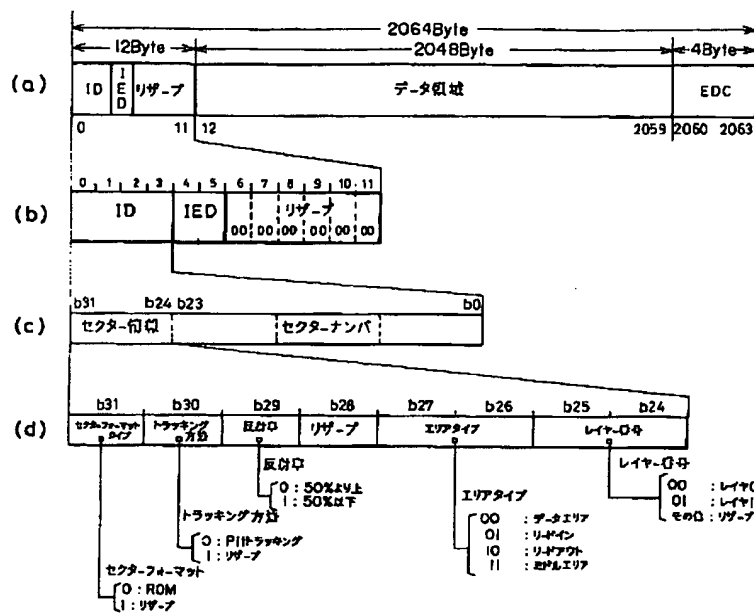 2064Byte
12Byte 2048Byte 4Byte
(a) ID IED リザーブ データ領域 EDC
0 11 12 2059 2060 2063
0 1 2 3 4 5 6 7 8 9 10 11
(b) ID IED リザーブ
00 00 00 00 00 00
b31 b24 b23 b0
(c) セクター情報 セクターナンバ
b31 b30 b29 b28 b27 b26 b25 b24
(d) セクターフォーマットタイプ トラッキング方法 反射率 リザーブ エリアタイプ レイヤー番号
反射率
0 : 50%より上
1 : 50%以下
レイヤー番号
00 : レイヤ
01 : レイヤ
その他 : リザーブ
エリアタイプ
00 : データエリア
01 : リードイン
10 : リードアウト
11 : ミドルエリア
トラッキング方法
0 : Pitトラッキング
1 : リザーブ
セクターフォーマット
0 : ROM
1 : リザーブ